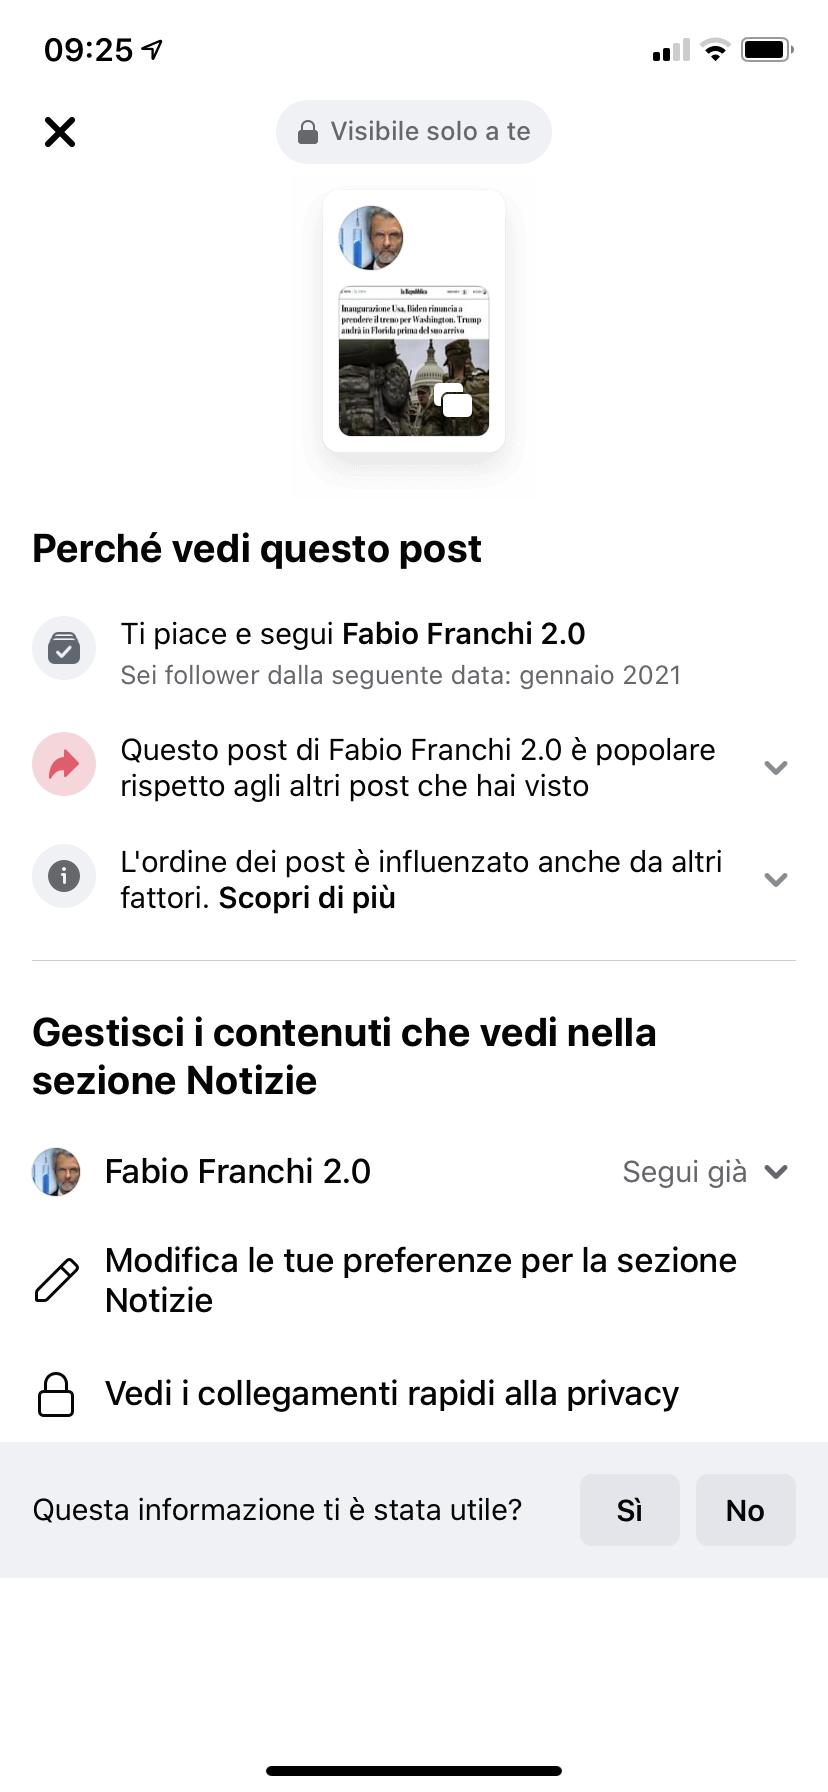 09:25
Visibile solo a te
la Repubblica
Inaugurazione Usa, Biden rinuncia a
prendere il treno per Washington. Trump
andrà in Florida prima del suo arrivo
Perché vedi questo post
Ti piace e segui Fabio Franchi 2.0
Sei follower dalla seguente data: gennaio 2021
Questo post di Fabio Franchi 2.0 è popolare
rispetto agli altri post che hai visto
L'ordine dei post è influenzato anche da altri
fattori. Scopri di più
Gestisci i contenuti che vedi nella
sezione Notizie
Fabio Franchi 2.0 Segui già
Modifica le tue preferenze per la sezione
Notizie
Vedi i collegamenti rapidi alla privacy
Questa informazione ti è stata utile? Sì No